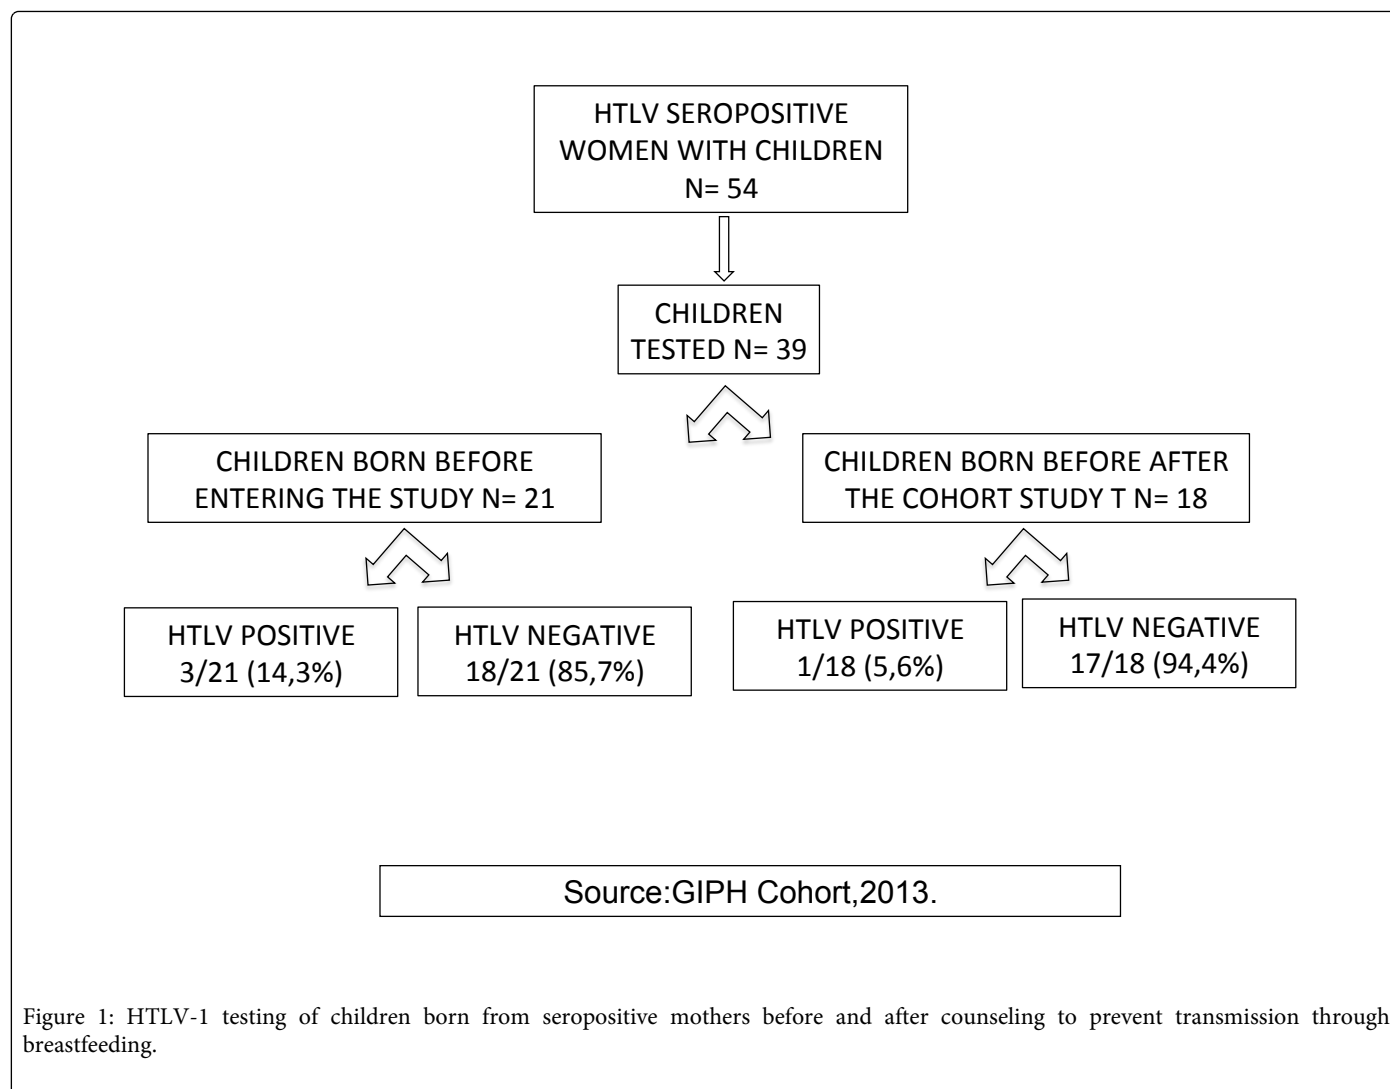 HTLV SEROPOSITIVE
WOMEN WITH CHILDREN
N= 54
CHILDREN
TESTED N= 39
CHILDREN BORN BEFORE
ENTERING THE STUDY N= 21
CHILDREN BORN BEFORE AFTER
THE COHORT STUDY T N= 18
HTLV POSITIVE
3/21 (14,3%)
HTLV NEGATIVE
18/21 (85,7%)
HTLV POSITIVE
1/18 (5,6%)
HTLV NEGATIVE
17/18 (94,4%)
Source:GIPH Cohort,2013.
Figure 1: HTLV-1 testing of children born from seropositive mothers before and after counseling to prevent transmission through
breastfeeding.